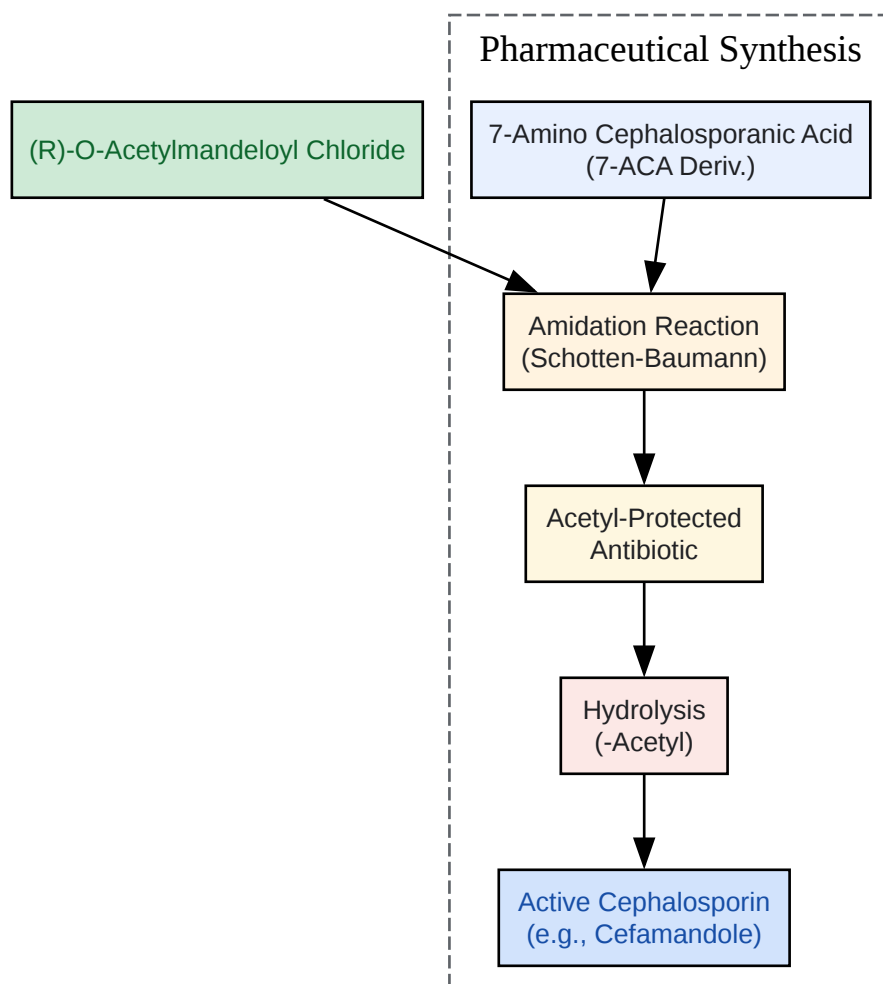 Pharmaceutical Synthesis
(R)-O-Acetylmandeloyl Chloride
7-Amino Cephalosporanic Acid
(7-ACA Deriv.)
Amidation Reaction
(Schotten-Baumann)
Acetyl-Protected
Antibiotic
Hydrolysis
(-Acetyl)
Active Cephalosporin
(e.g., Cefamandole)